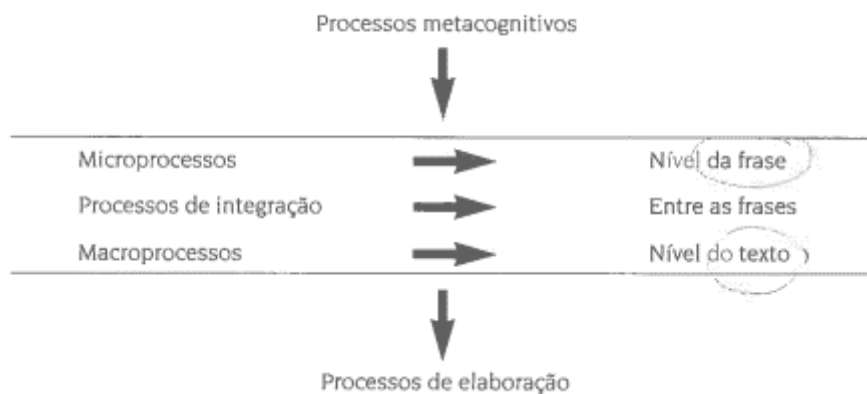 Processos metacognitivos
Microprocessos Nível da frase
Processos de integração Entre as frases
Macroprocessos Nível do texto
Processos de elaboração